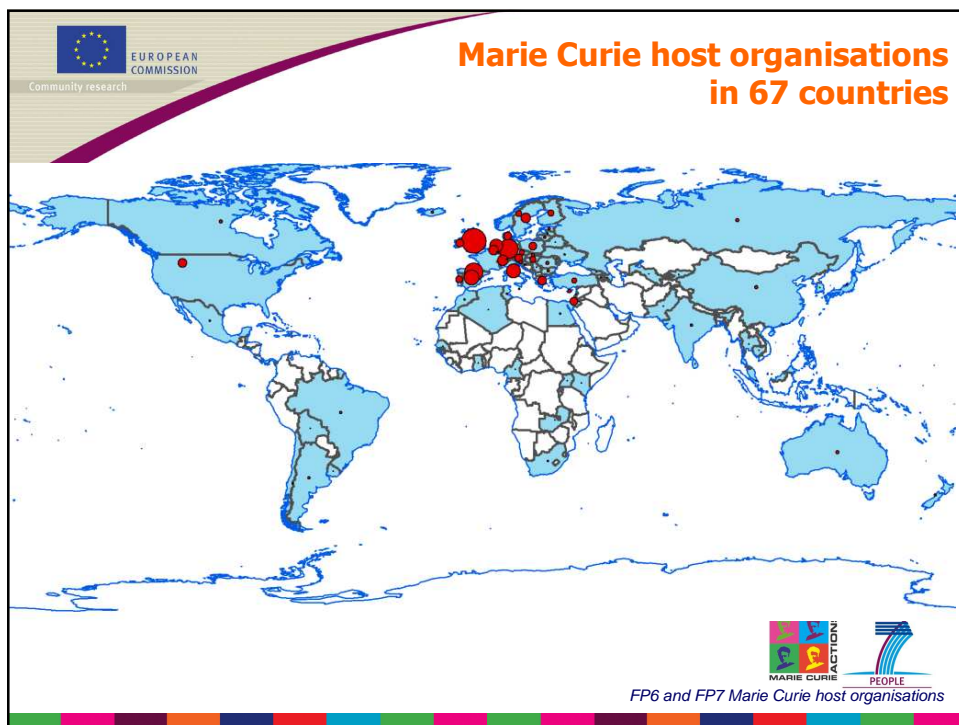 EUROPEAN
COMMISSION
Community research
Marie Curie host organisations
in 67 countries
MARIE CURIE
ACTIONS
7
PEOPLE
FP6 and FP7 Marie Curie host organisations